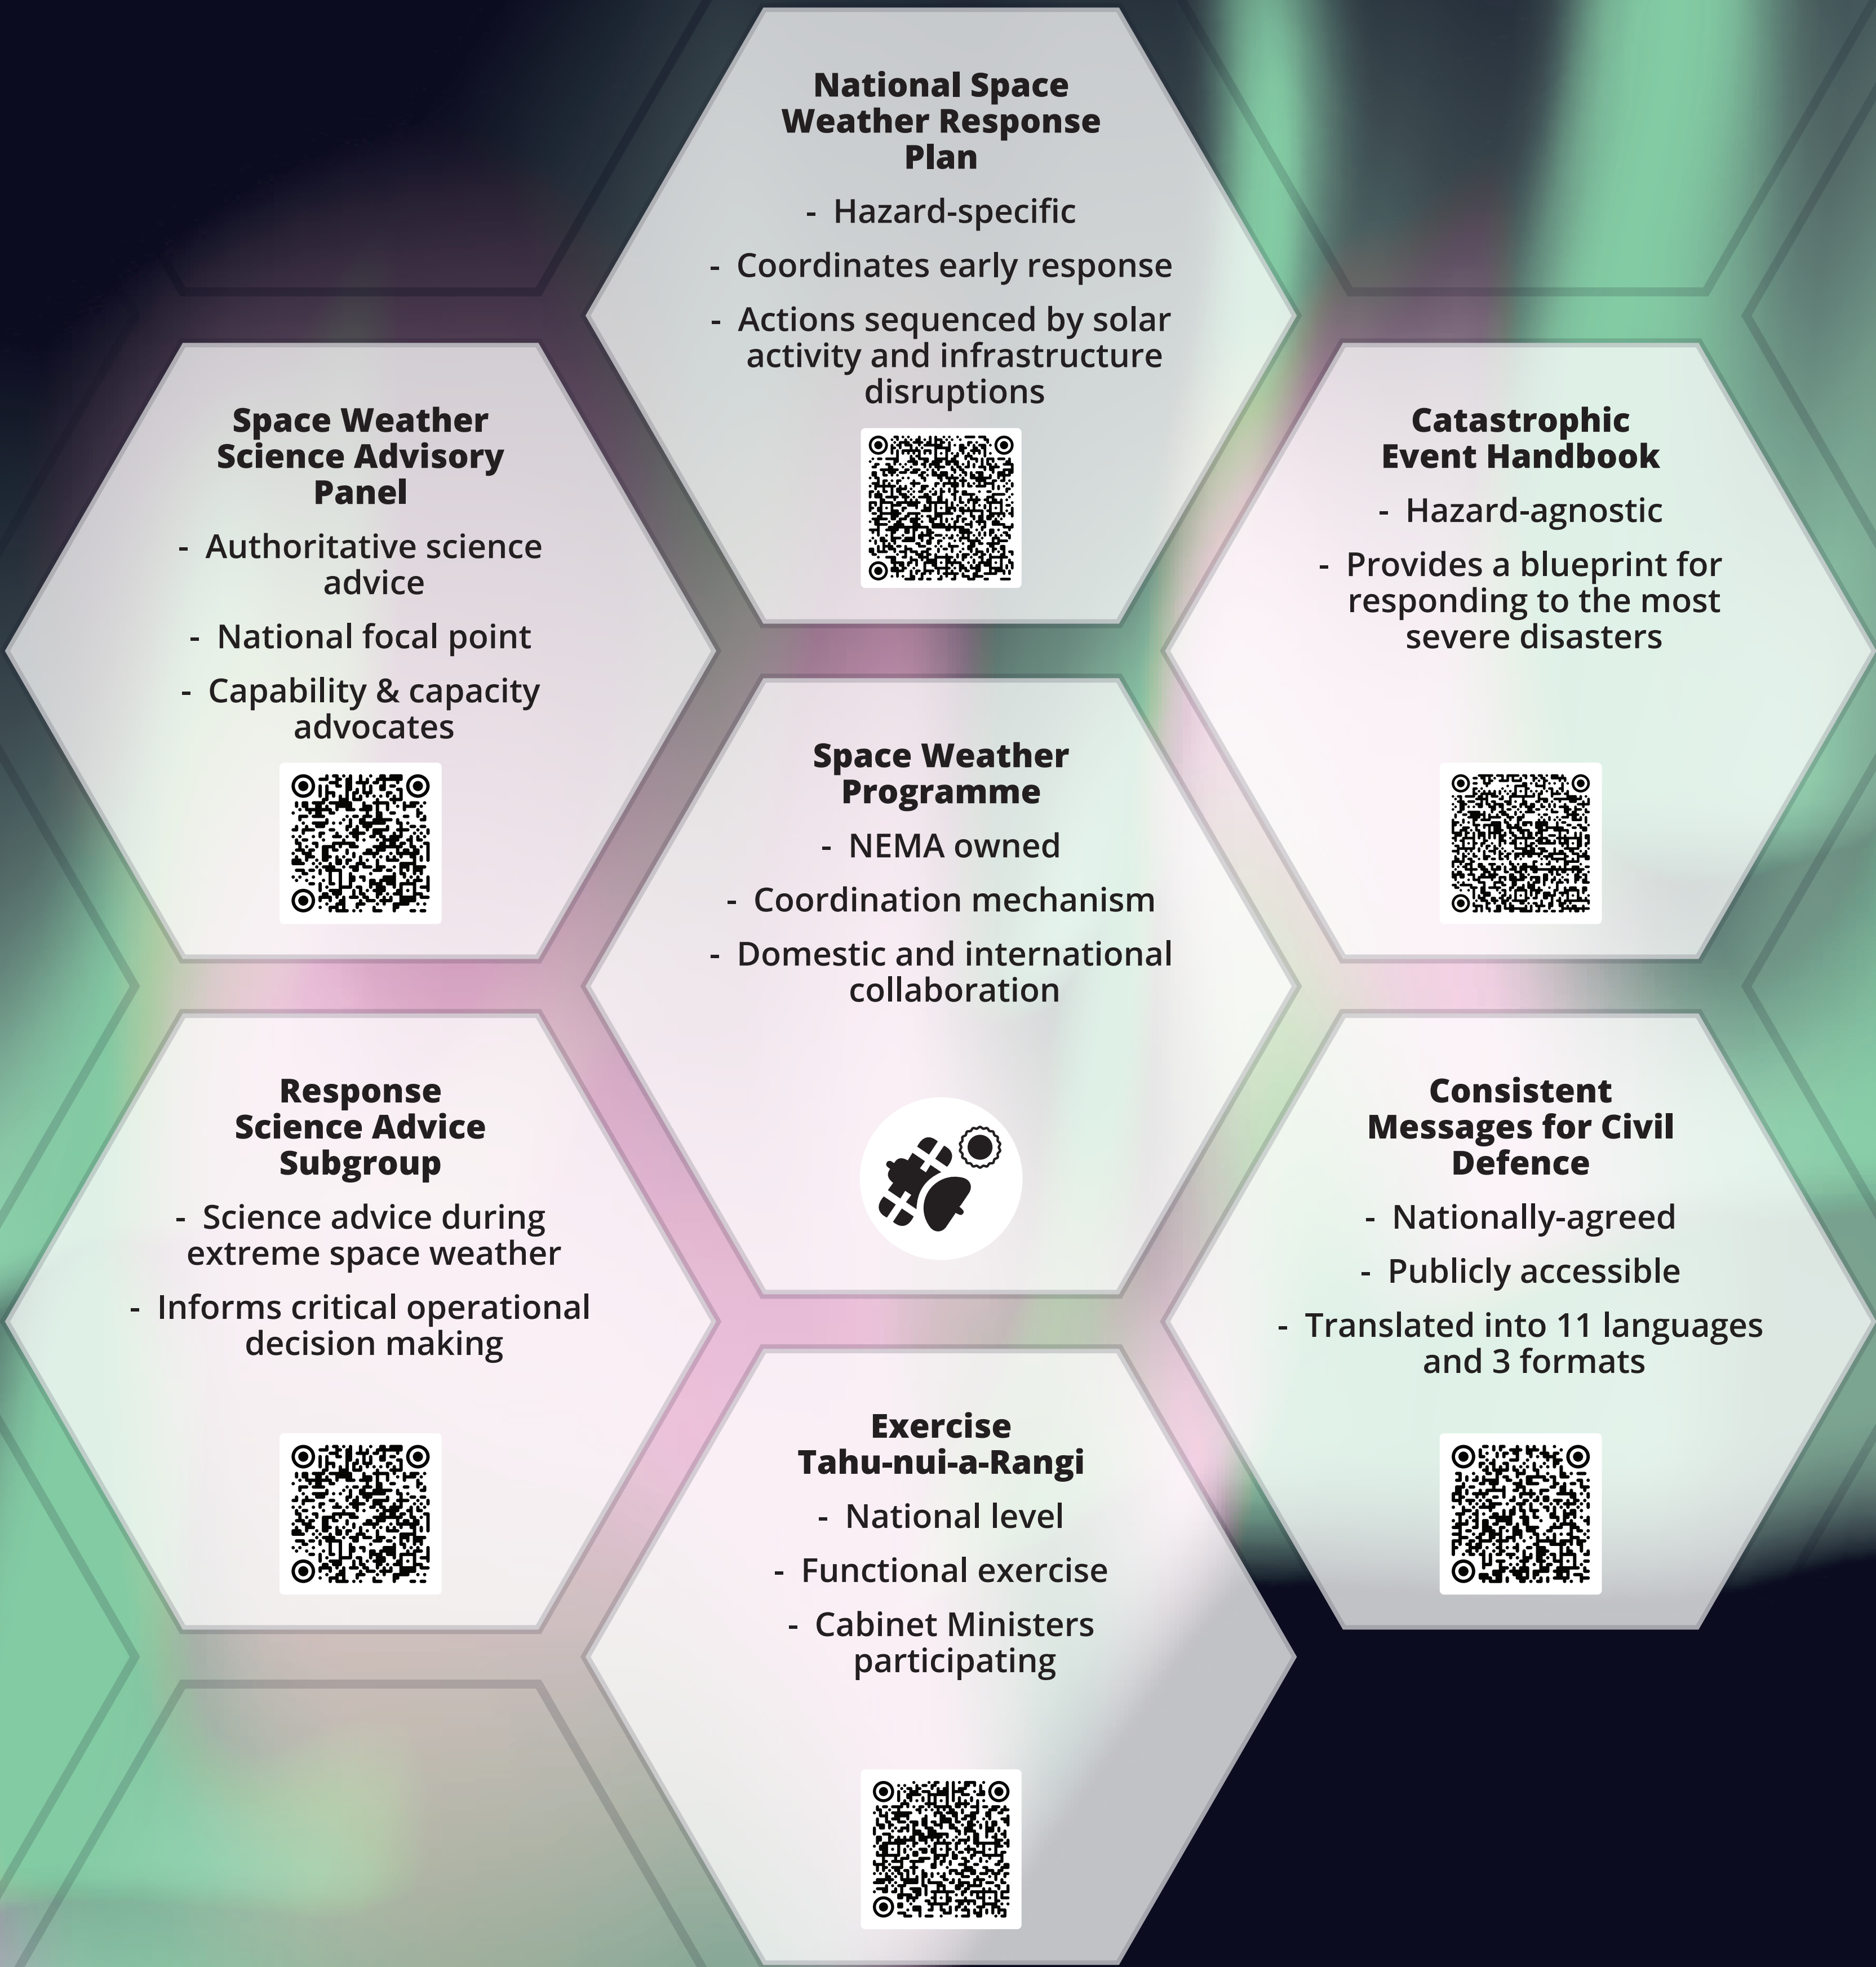 National Space
Weather Response
Plan
- Hazard-specific
- Coordinates early response
- Actions sequenced by solar
activity and infrastructure
disruptions
Space Weather
Science Advisory
Panel
- Authoritative science
advice
- National focal point
- Capability & capacity
advocates
Catastrophic
Event Handbook
- Hazard-agnostic
- Provides a blueprint for
responding to the most
severe disasters
Space Weather
Programme
- NEMA owned
- Coordination mechanism
- Domestic and international
collaboration
Response
Science Advice
Subgroup
- Science advice during
extreme space weather
- Informs critical operational
decision making
Consistent
Messages for Civil
Defence
- Nationally-agreed
- Publicly accessible
- Translated into 11 languages
and 3 formats
Exercise
Tahu-nui-a-Rangi
- National level
- Functional exercise
- Cabinet Ministers
participating